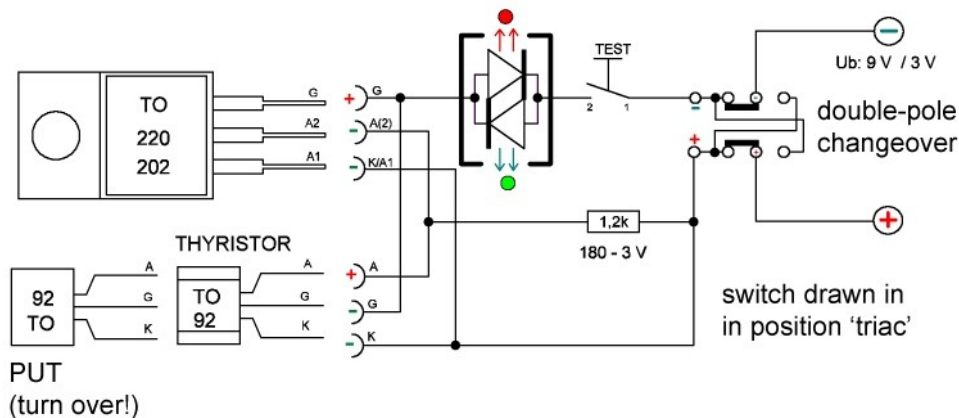 TO
220
202
G
A2
A1
+ G
- A(2)
- K/A1
TEST
2 1
-
Ub: 9 V / 3 V
-
+
double-pole
changeover
+
+
1,2k
180 - 3 V
THYRISTOR
92
TO
A
G
K
TO
92
A
G
K
+ A
- G
- K
switch drawn in
in position ‘triac’
PUT
(turn over!)